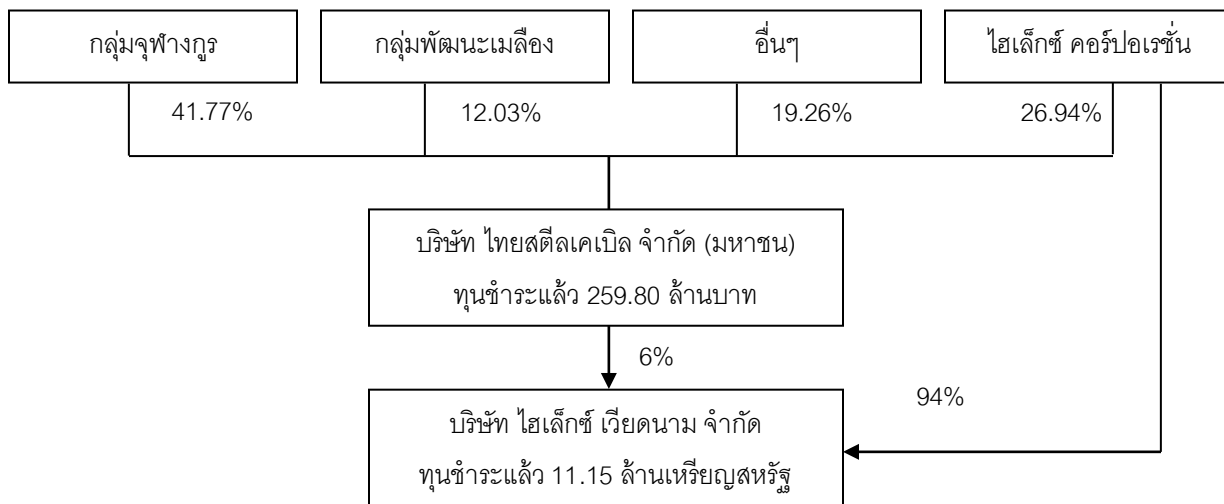 กลุ่มจุฬางกูร
กลุ่มพัฒนะเมลือง
อื่นๆ
ไฮเล็กซ์ คอร์ปอเรชั่น
41.77%
12.03%
19.26%
26.94%
บริษัท ไทยสตีลเคเบิล จำกัด (มหาชน)
ทุนชำระแล้ว 259.80 ล้านบาท
6%
94%
บริษัท ไฮเล็กซ์ เวียดนาม จำกัด
ทุนชำระแล้ว 11.15 ล้านเหรียญสหรัฐ